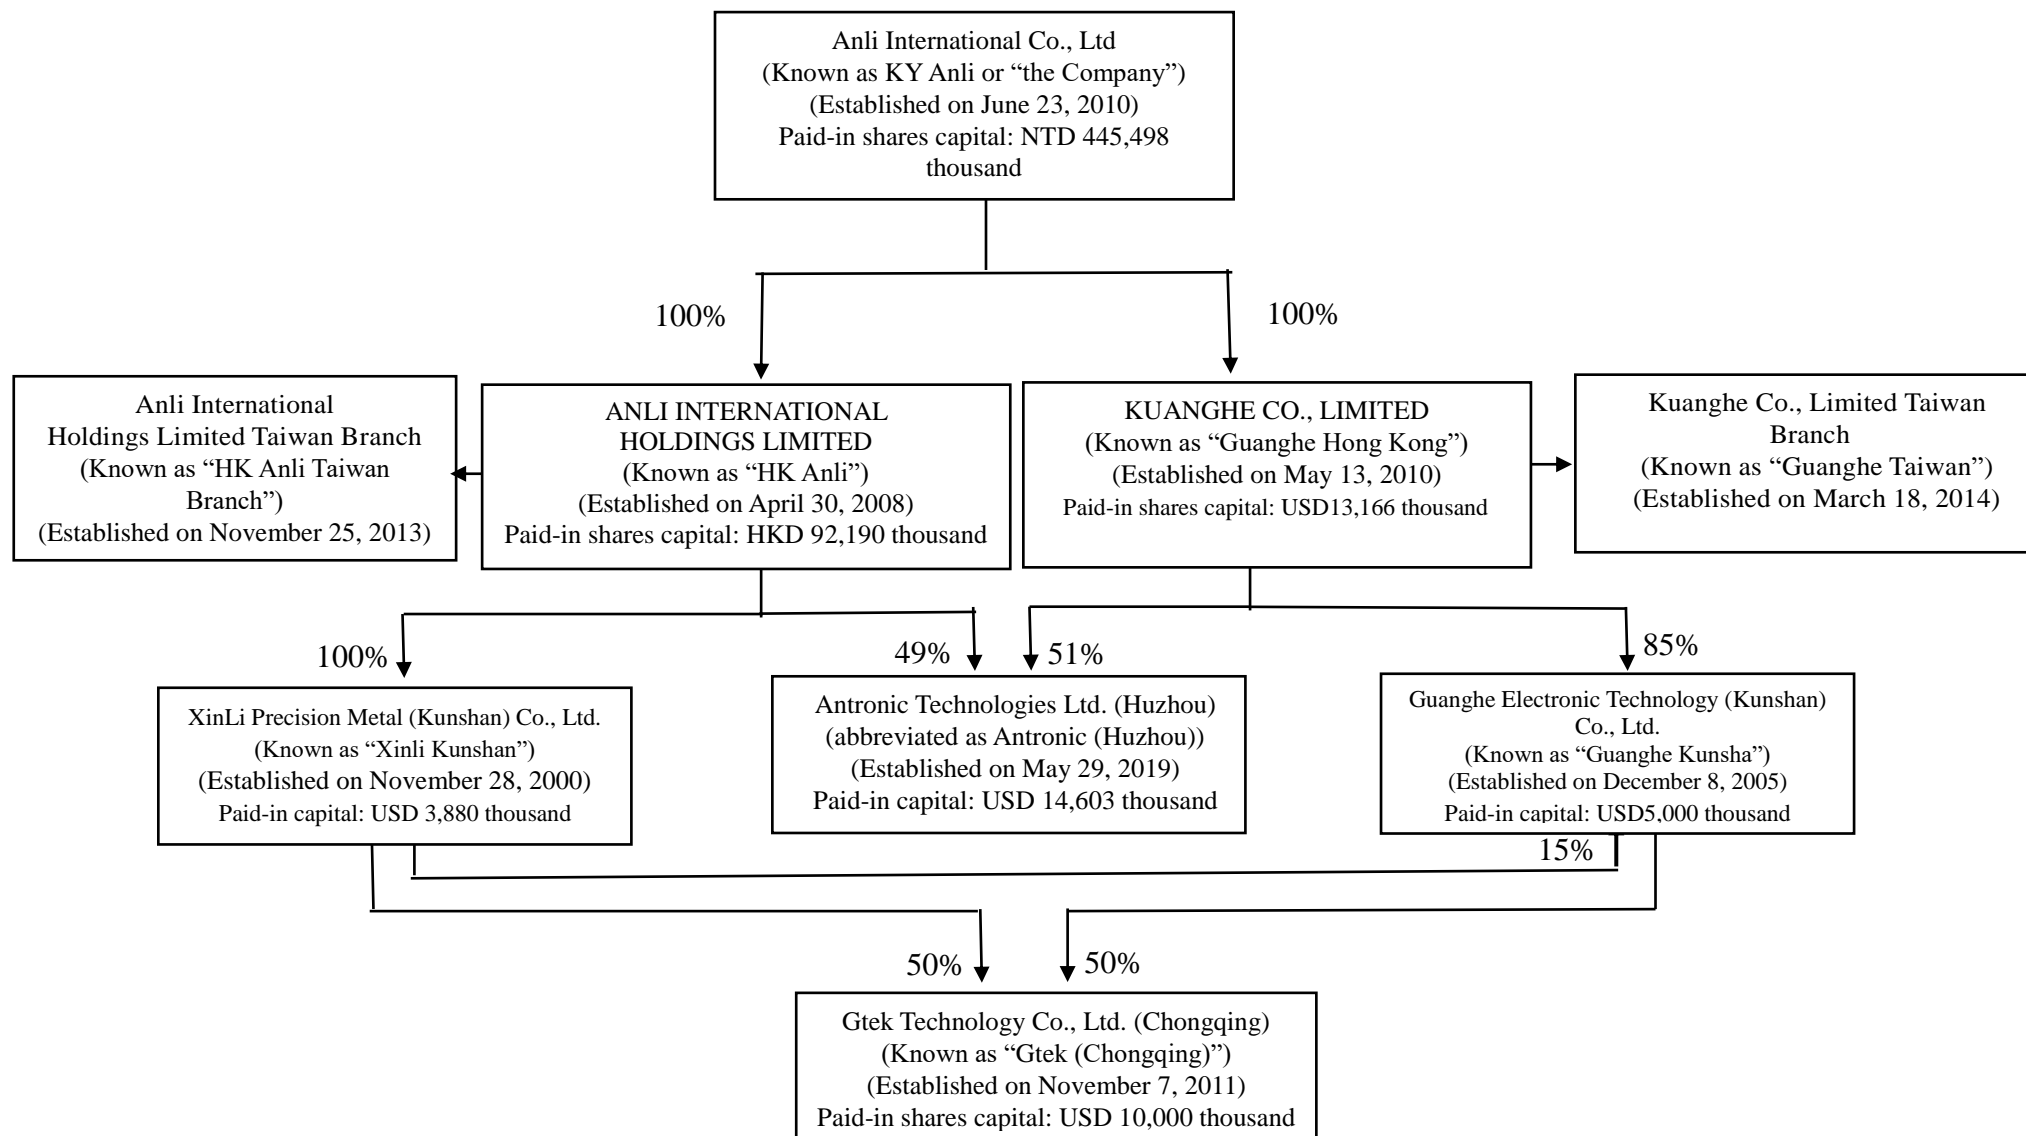 Anli International Co., Ltd
(Known as KY Anli or “the Company”)
(Established on June 23, 2010)
Paid-in shares capital: NTD 445,498
thousand
100%
100%
Anli International
Holdings Limited Taiwan Branch
(Known as “HK Anli Taiwan
Branch”)
(Established on November 25, 2013)
ANLI INTERNATIONAL
HOLDINGS LIMITED
(Known as “HK Anli”)
(Established on April 30, 2008)
Paid-in shares capital: HKD 92,190 thousand
KUANGHE CO., LIMITED
(Known as “Guanghe Hong Kong”)
(Established on May 13, 2010)
Paid-in shares capital: USD13,166 thousand
Kuanghe Co., Limited Taiwan
Branch
(Known as “Guanghe Taiwan”)
(Established on March 18, 2014)
100%
49%
51%
85%
XinLi Precision Metal (Kunshan) Co., Ltd.
(Known as “Xinli Kunshan”)
(Established on November 28, 2000)
Paid-in capital: USD 3,880 thousand
Antronic Technologies Ltd. (Huzhou)
(abbreviated as Antronic (Huzhou))
(Established on May 29, 2019)
Paid-in capital: USD 14,603 thousand
Guanghe Electronic Technology (Kunshan)
Co., Ltd.
(Known as “Guanghe Kunsha”)
(Established on December 8, 2005)
Paid-in capital: USD5,000 thousand
15%
50%
50%
Gtek Technology Co., Ltd. (Chongqing)
(Known as “Gtek (Chongqing)”)
(Established on November 7, 2011)
Paid-in shares capital: USD 10,000 thousand